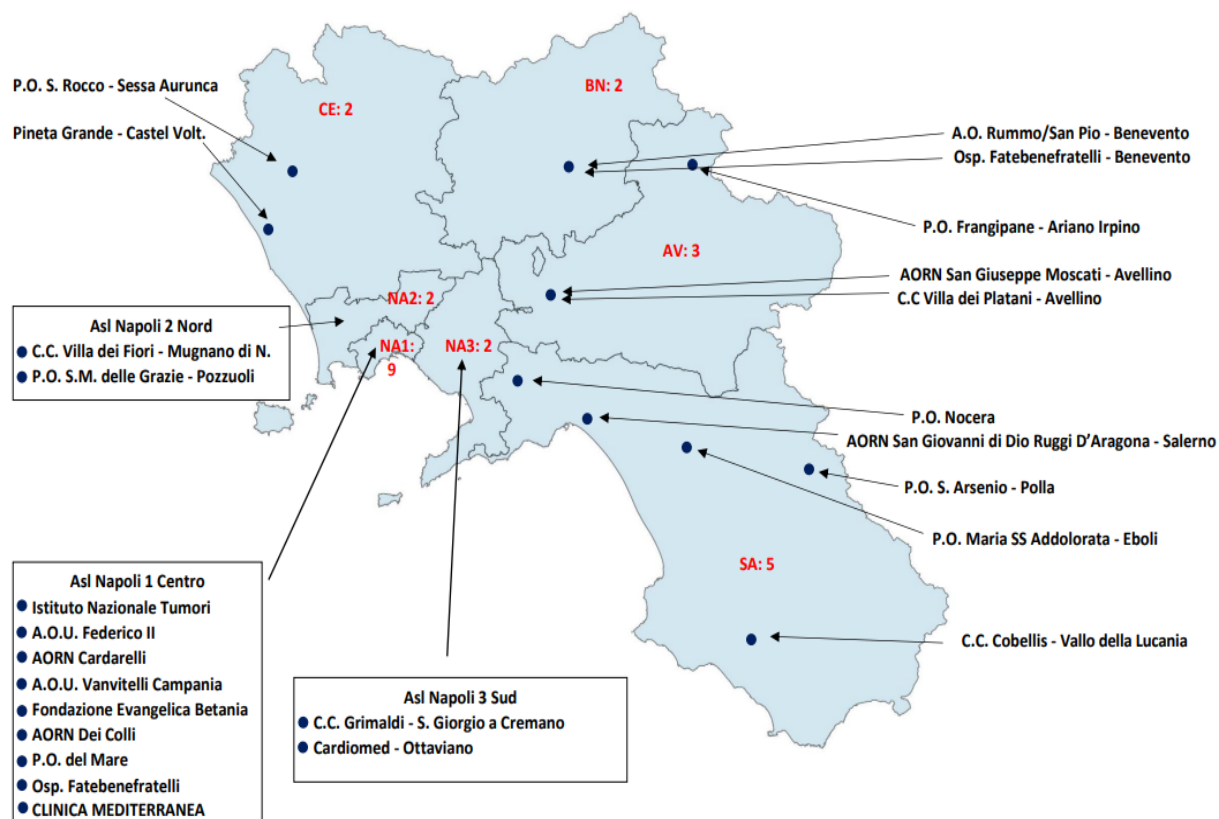 BN: 2
P.O. S. Rocco - Sessa Aurunca
CE: 2
Pineta Grande - Castel Volt.
A.O. Rummo/San Pio - Benevento
Osp. Fatebenefratelli - Benevento
P.O. Frangipane - Ariano Irpino
AV: 3
AORN San Giuseppe Moscati - Avellino
C.C Villa dei Platani - Avellino
NA2: 2
Asl Napoli 2 Nord
C.C. Villa dei Fiori - Mugnano di N.
P.O. S.M. delle Grazie - Pozzuoli
NA1:
9
NA3: 2
P.O. Nocera
AORN San Giovanni di Dio Ruggi D'Aragona - Salerno
P.O. S. Arsenio - Polla
P.O. Maria SS Addolorata - Eboli
SA: 5
C.C. Cobellis - Vallo della Lucania
Asl Napoli 1 Centro
Istituto Nazionale Tumori
A.O.U. Federico II
AORN Cardarelli
A.O.U. Vanvitelli Campania
Fondazione Evangelica Betania
AORN Dei Colli
P.O. del Mare
Osp. Fatebenefratelli
CLINICA MEDITERRANEA
Asl Napoli 3 Sud
C.C. Grimaldi - S. Giorgio a Cremano
Cardiomed - Ottaviano